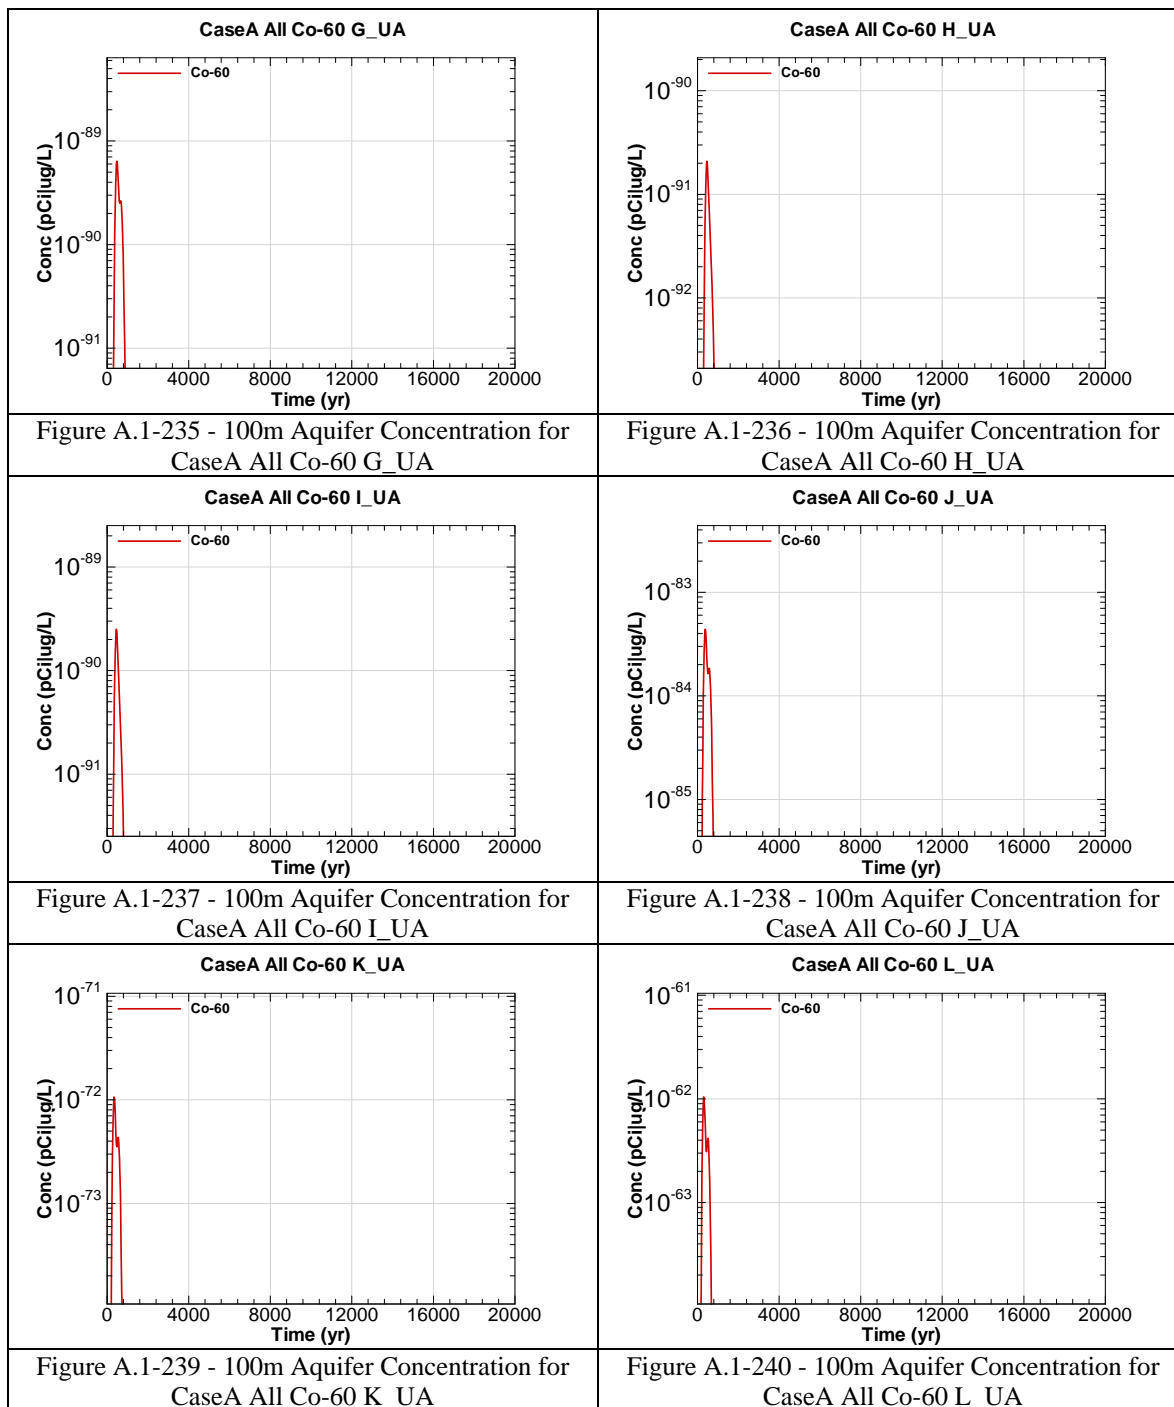 CaseA All Co-60 G_UA
Co-60
10-89
10-90
10-91
Conc (pCi|ug/L)
0 4000 8000 12000 16000 20000
Time (yr)
Figure A.1-235 - 100m Aquifer Concentration for
CaseA All Co-60 G_UA
CaseA All Co-60 H_UA
Co-60
10-90
10-91
10-92
Conc (pCi|ug/L)
0 4000 8000 12000 16000 20000
Time (yr)
Figure A.1-236 - 100m Aquifer Concentration for
CaseA All Co-60 H_UA
CaseA All Co-60 I_UA
Co-60
10-89
10-90
10-91
Conc (pCi|ug/L)
0 4000 8000 12000 16000 20000
Time (yr)
Figure A.1-237 - 100m Aquifer Concentration for
CaseA All Co-60 I_UA
CaseA All Co-60 J_UA
Co-60
10-83
10-84
10-85
Conc (pCi|ug/L)
0 4000 8000 12000 16000 20000
Time (yr)
Figure A.1-238 - 100m Aquifer Concentration for
CaseA All Co-60 J_UA
CaseA All Co-60 K_UA
Co-60
10-71
10-72
10-73
Conc (pCi|ug/L)
0 4000 8000 12000 16000 20000
Time (yr)
Figure A.1-239 - 100m Aquifer Concentration for
CaseA All Co-60 K_UA
CaseA All Co-60 L_UA
Co-60
10-61
10-62
10-63
Conc (pCi|ug/L)
0 4000 8000 12000 16000 20000
Time (yr)
Figure A.1-240 - 100m Aquifer Concentration for
CaseA All Co-60 L_UA